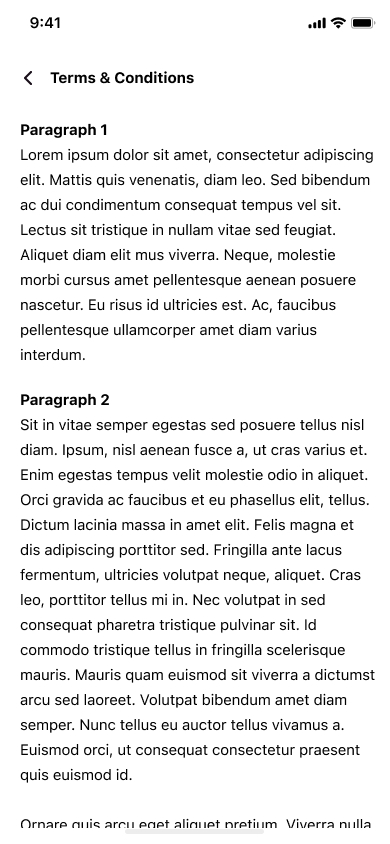 9:41
Terms & Conditions
Paragraph 1
Lorem ipsum dolor sit amet, consectetur adipiscing
elit. Mattis quis venenatis, diam leo. Sed bibendum
ac dui condimentum consequat tempus vel sit.
Lectus sit tristique in nullam vitae sed feugiat.
Aliquet diam elit mus viverra. Neque, molestie
morbi cursus amet pellentesque aenean posuere
nascetur. Eu risus id ultricies est. Ac, faucibus
pellentesque ullamcorper amet diam varius
interdum.
Paragraph 2
Sit in vitae semper egestas sed posuere tellus nisl
diam. Ipsum, nisl aenean fusce a, ut cras varius et.
Enim egestas tempus velit molestie odio in aliquet.
Orci gravida ac faucibus et eu phasellus elit, tellus.
Dictum lacinia massa in amet elit. Felis magna et
dis adipiscing porttitor sed. Fringilla ante lacus
fermentum, ultricies volutpat neque, aliquet. Cras
leo, porttitor tellus mi in. Nec volutpat in sed
consequat pharetra tristique pulvinar sit. Id
commodo tristique tellus in fringilla scelerisque
mauris. Mauris quam euismod sit viverra a dictumst
arcu sed laoreet. Volutpat bibendum amet diam
semper. Nunc tellus eu auctor tellus vivamus a.
Euismod orci, ut consequat consectetur praesent
quis euismod id.
Ornare quis arcu eget aliquet pretium. Viverra nulla